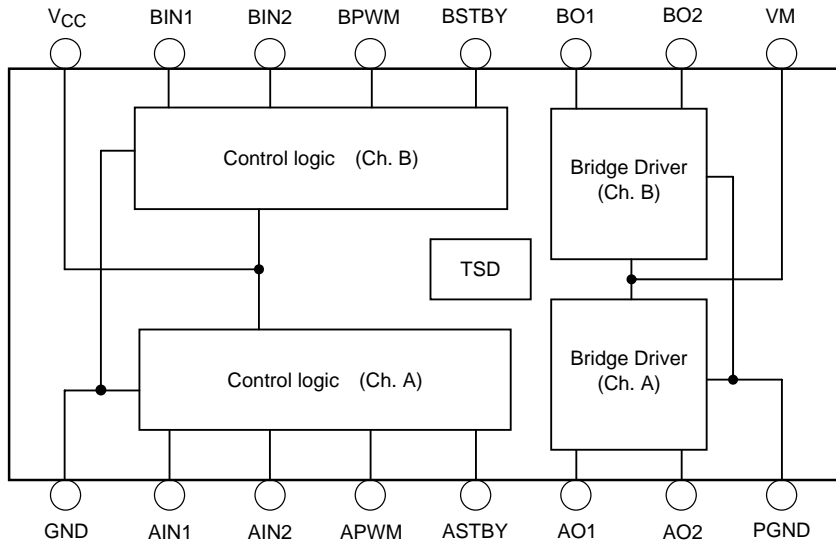 VCC BIN1 BIN2 BPWM BSTBY BO1 BO2 VM
Control logic (Ch. B)
Bridge Driver
(Ch. B)
TSD
Control logic (Ch. A)
Bridge Driver
(Ch. A)
GND AIN1 AIN2 APWM ASTBY AO1 AO2 PGND